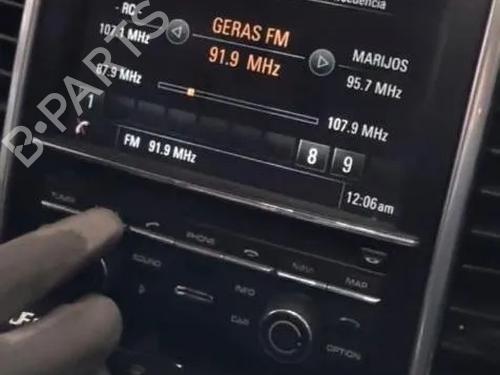 - RC -
107.1 MHz
GERAS FM
91.9 MHz
MARIJOS
95.7 MHz
87.9 MHz
107.9 MHz
1
8
9
FM 91.9 MHz
12:06am
TUNER
PHONE
NAVI
MAP
SOUND
INFO
CAR
OPTION
B-PARTS